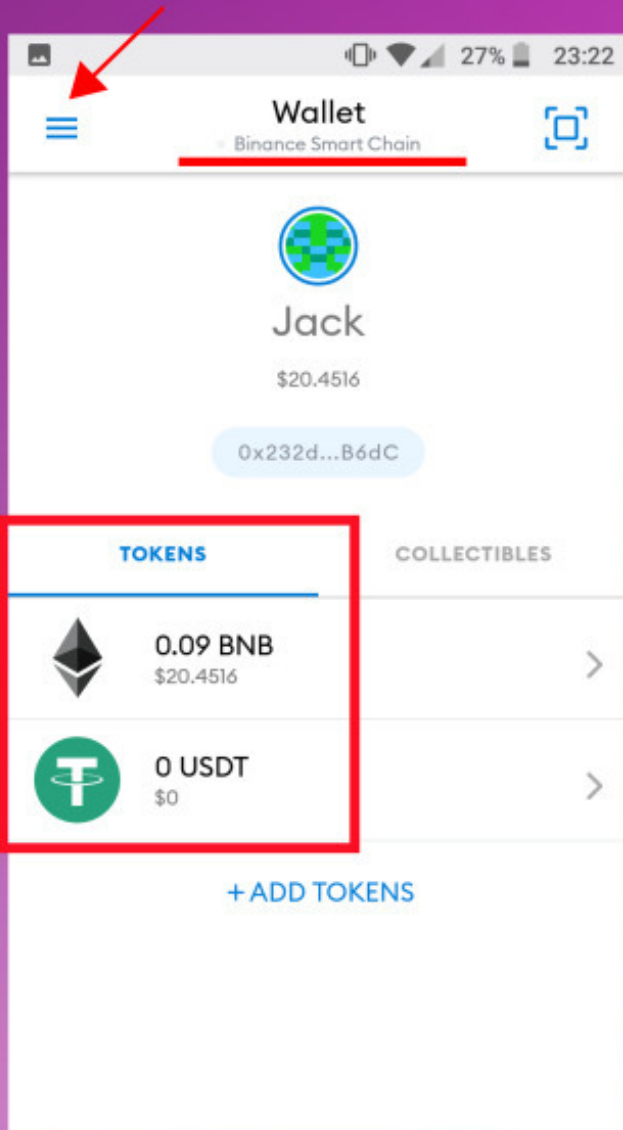 27% 23:22
Wallet
Binance Smart Chain
Jack
$20.4516
0x232d...B6dC
TOKENS COLLECTIBLES
0.09 BNB
$20.4516
0 USDT
$0
+ ADD TOKENS